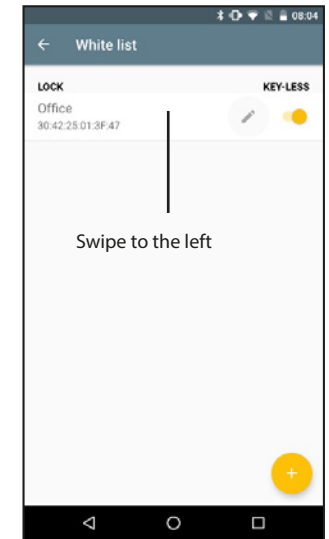 08:04
White list
LOCK KEY-LESS
Office
30:42:25:01:3F:47
Swipe to the left
+